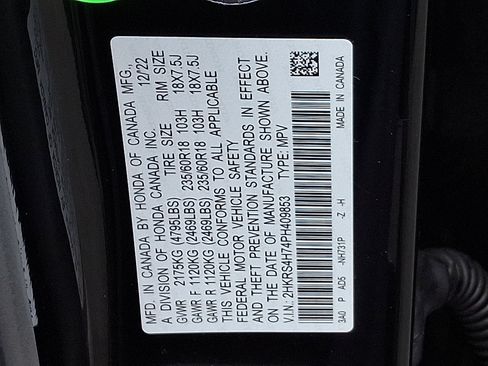 MFD. IN CANADA BY HONDA OF CANADA MFG., 12/22
A DIVISION OF HONDA CANADA INC.
TIRE SIZE RIM SIZE
GVWR 2175KG (4795LBS) 235/60R18 103H 18X7.5J
GAWR F 1120KG (2469LBS) 235/60R18 103H 18X7.5J
GAWR R 1120KG (2469LBS)
THIS VEHICLE CONFORMS TO ALL APPLICABLE
FEDERAL MOTOR VEHICLE SAFETY
AND THEFT PREVENTION STANDARDS IN EFFECT
ON THE DATE OF MANUFACTURE SHOWN ABOVE.
V.I.N.: 2HKRS4H74PH409853 TYPE: MPV
3A0 P AD5 -NH731P -Z -H MADE IN CANADA